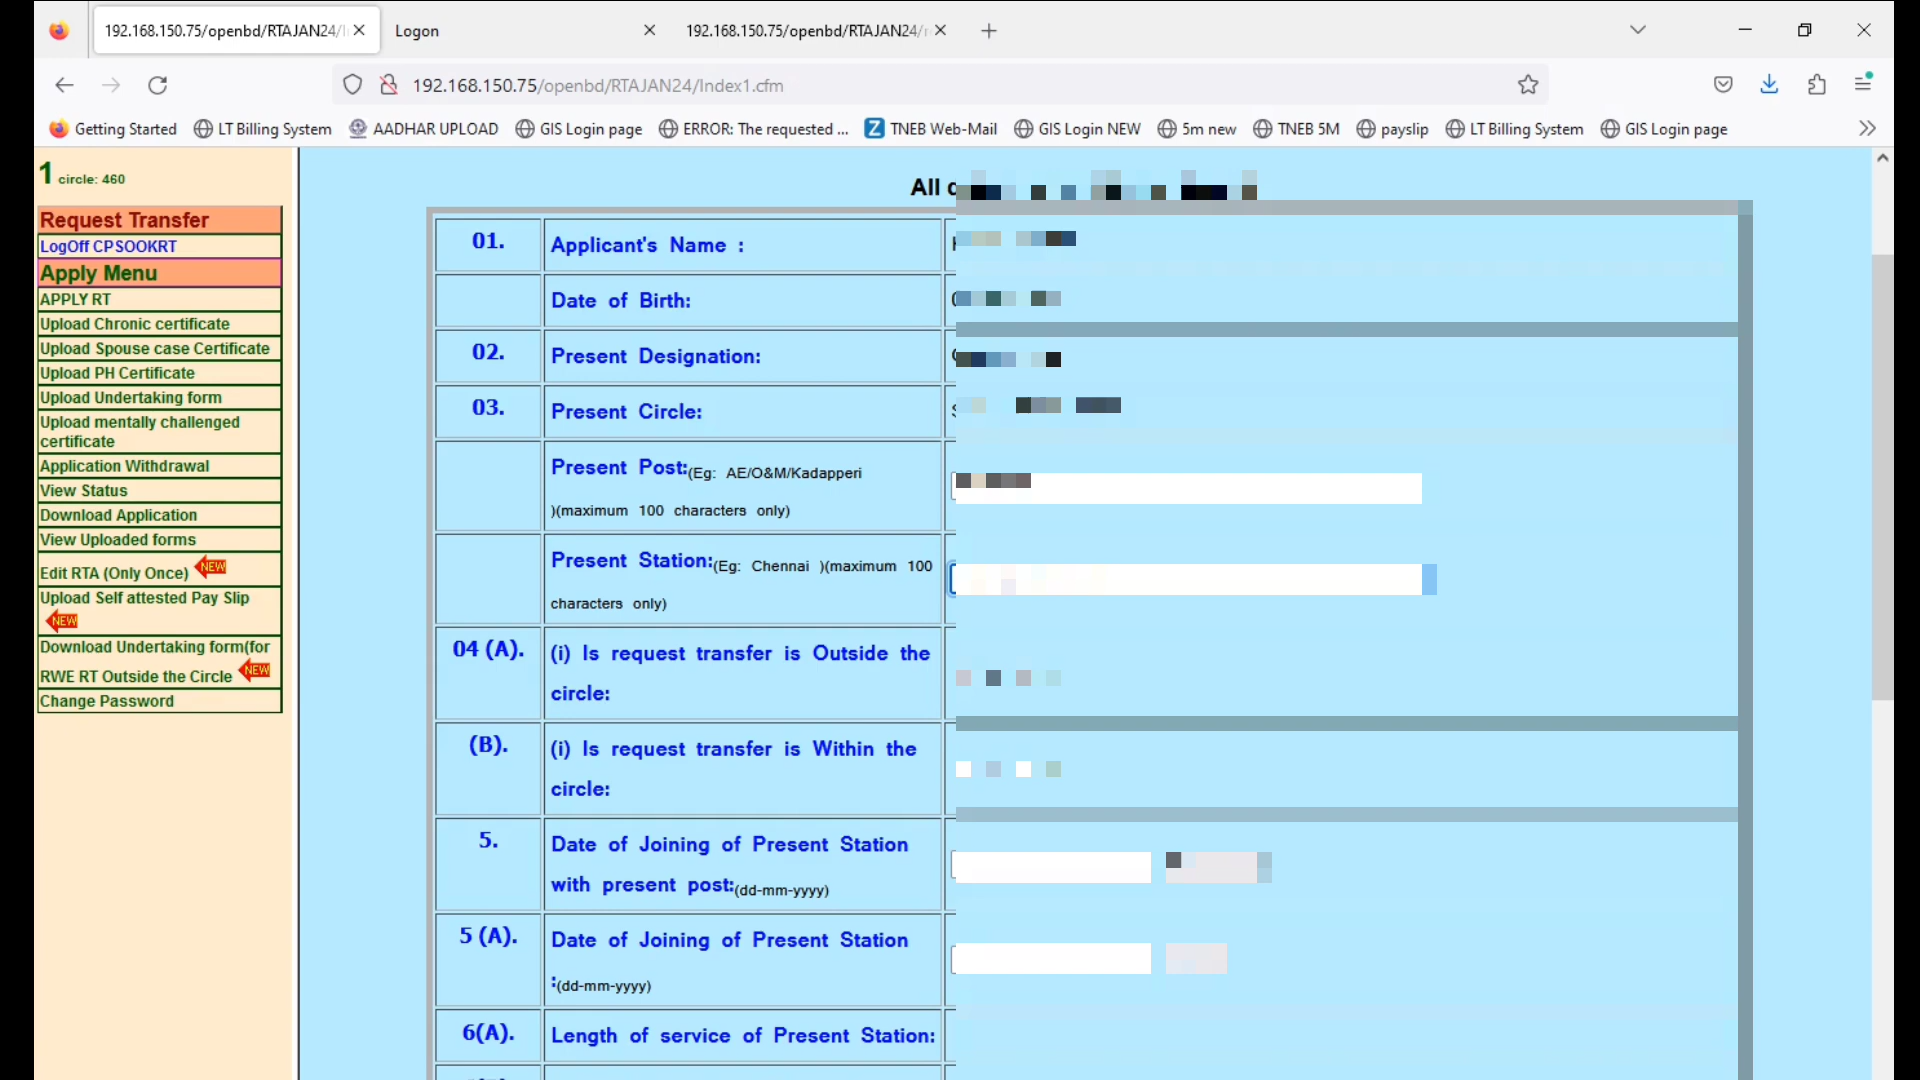 192.168.150.75/openbd/RTAJAN24/I
Logon
192.168.150.75/openbd/RTAJAN24/r
192.168.150.75/openbd/RTAJAN24/Index1.cfm
Getting Started
LT Billing System
AADHAR UPLOAD
GIS Login page
ERROR: The requested ...
Z TNEB Web-Mail
GIS Login NEW
5m new
TNEB 5M
payslip
LT Billing System
GIS Login page
1 circle: 460
Request Transfer
LogOff CPSOOKRT
Apply Menu
APPLY RT
Upload Chronic certificate
Upload Spouse case Certificate
Upload PH Certificate
Upload Undertaking form
Upload mentally challenged
certificate
Application Withdrawal
View Status
Download Application
View Uploaded forms
Edit RTA (Only Once) NEW
Upload Self attested Pay Slip
NEW
Download Undertaking form(for
RWE RT Outside the Circle NEW
Change Password
All
01. Applicant's Name :
Date of Birth:
02. Present Designation:
03. Present Circle:
Present Post:(Eg: AE/O&M/Kadapperi
)(maximum 100 characters only)
Present Station:(Eg: Chennai )(maximum 100
characters only)
04 (A). (i) Is request transfer is Outside the
circle:
(B). (i) Is request transfer is Within the
circle:
5. Date of Joining of Present Station
with present post:(dd-mm-yyyy)
5 (A). Date of Joining of Present Station
:(dd-mm-yyyy)
6(A). Length of service of Present Station: